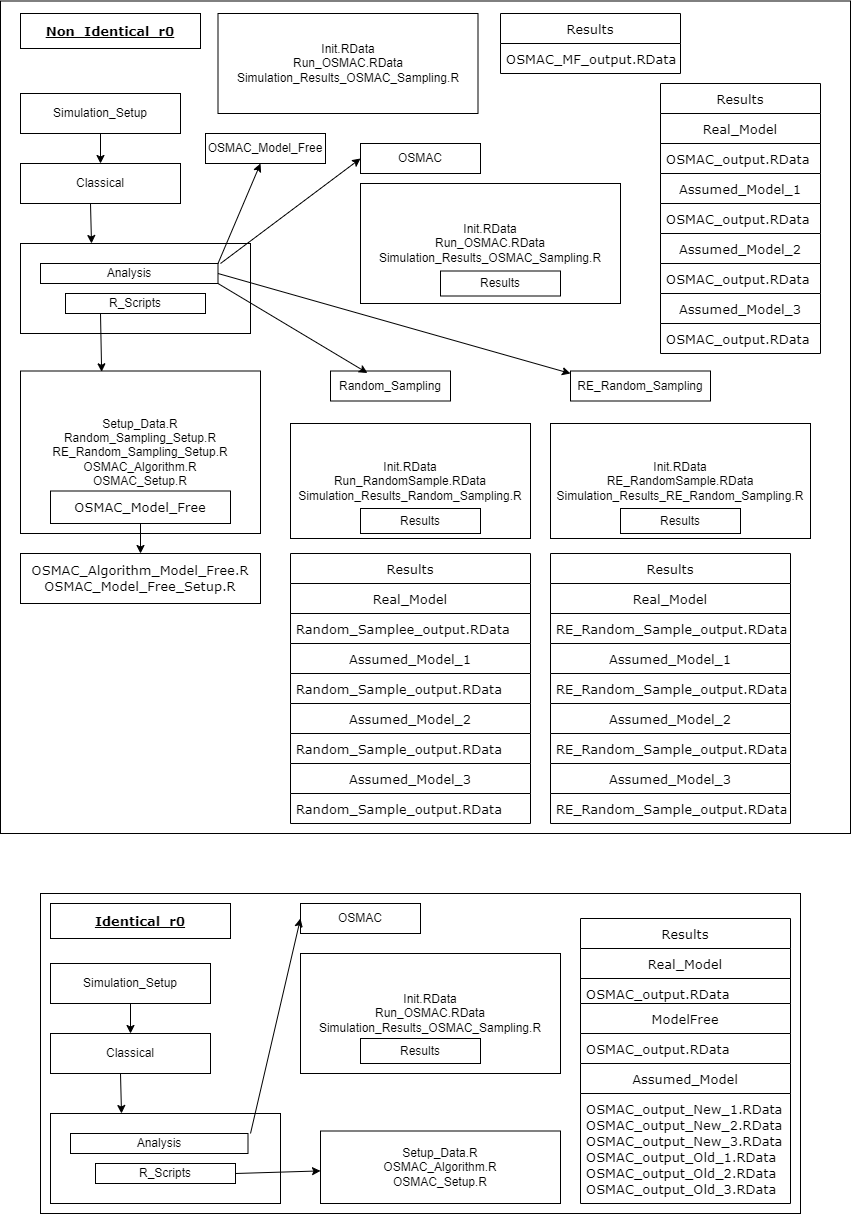 Non_Identical_r0
Init.RData
Run_OSMAC.RData
Simulation_Results_OSMAC_Sampling.R
Results
OSMAC_MF_output.RData
Simulation_Setup
Classical
Analysis
R_Scripts
OSMAC_Model_Free
OSMAC
Init.RData
Run_OSMAC.RData
Simulation_Results_OSMAC_Sampling.R
Results
Results
Real_Model
OSMAC_output.RData
Assumed_Model_1
OSMAC_output.RData
Assumed_Model_2
OSMAC_output.RData
Assumed_Model_3
OSMAC_output.RData
Setup_Data.R
Random_Sampling_Setup.R
RE_Random_Sampling_Setup.R
OSMAC_Algorithm.R
OSMAC_Setup.R
OSMAC_Model_Free
OSMAC_Algorithm_Model_Free.R
OSMAC_Model_Free_Setup.R
Random_Sampling
Init.RData
Run_RandomSample.RData
Simulation_Results_Random_Sampling.R
Results
Results
Real_Model
Random_Samplee_output.RData
Assumed_Model_1
Random_Sample_output.RData
Assumed_Model_2
Random_Sample_output.RData
Assumed_Model_3
Random_Sample_output.RData
RE_Random_Sampling
Init.RData
RE_RandomSample.RData
Simulation_Results_RE_Random_Sampling.R
Results
Results
Real_Model
RE_Random_Sample_output.RData
Assumed_Model_1
RE_Random_Sample_output.RData
Assumed_Model_2
RE_Random_Sample_output.RData
Assumed_Model_3
RE_Random_Sample_output.RData
Identical_r0
Simulation_Setup
Classical
Analysis
R_Scripts
OSMAC
Init.RData
Run_OSMAC.RData
Simulation_Results_OSMAC_Sampling.R
Results
Setup_Data.R
OSMAC_Algorithm.R
OSMAC_Setup.R
Results
Real_Model
OSMAC_output.RData
ModelFree
OSMAC_output.RData
Assumed_Model
OSMAC_output_New_1.RData
OSMAC_output_New_2.RData
OSMAC_output_New_3.RData
OSMAC_output_Old_1.RData
OSMAC_output_Old_2.RData
OSMAC_output_Old_3.RData